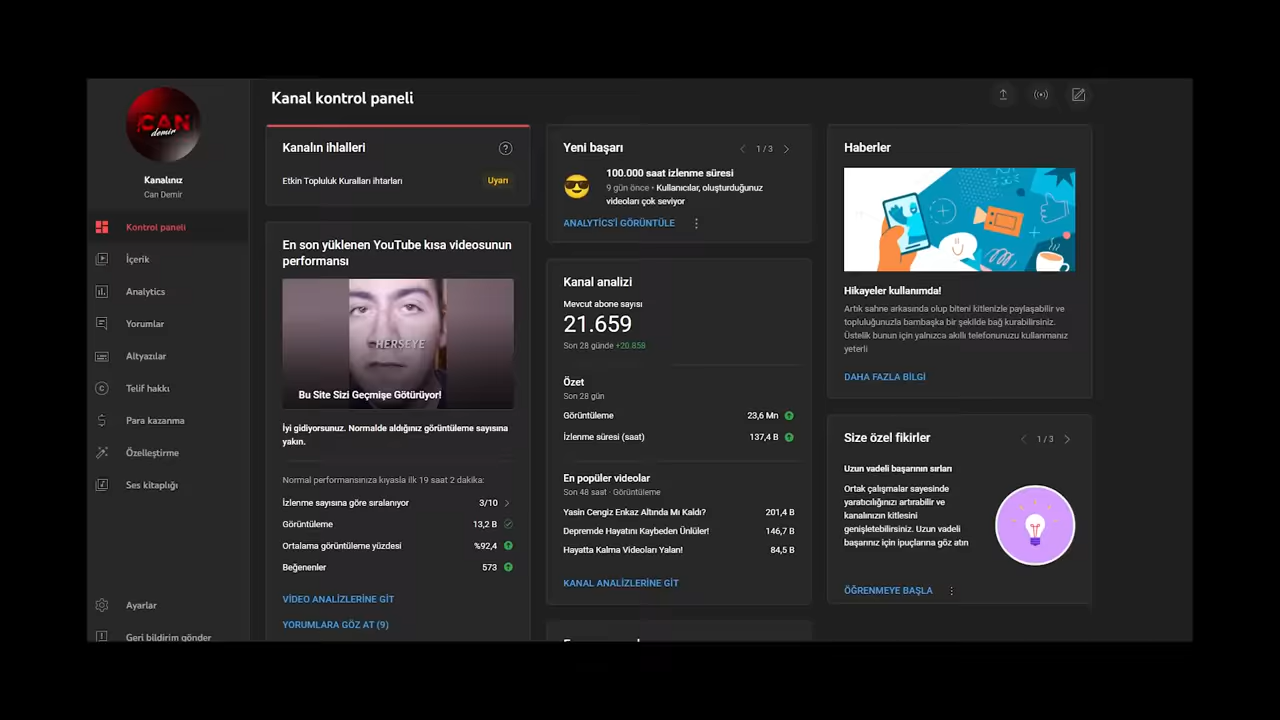 CAN
demir
Kanalınız
Can Demir
Kontrol paneli
İçerik
Analytics
Yorumlar
Altyazılar
Telif hakkı
Para kazanma
Özelleştirme
Ses kitaplığı
Ayarlar
Geri bildirim gönder
Kanal kontrol paneli
Kanalın ihlalleri
Etkin Topluluk Kuralları ihtarları
Uyarı
En son yüklenen YouTube kısa videosunun
performansı
HERŞEYE
Bu Site Sizi Geçmişe Götürüyor!
İyi gidiyorsunuz. Normalde aldığınız görüntüleme sayısına
yakın.
Normal performansınıza kıyasla ilk 19 saat 2 dakika:
İzlenme sayısına göre sıralanıyor 3/10
Görüntüleme 13,2 B
Ortalama görüntüleme yüzdesi %92,4
Beğenenler 573
VİDEO ANALİZLERİNE GİT
YORUMLARA GÖZ AT (9)
Yeni başarı
1 / 3
100.000 saat izlenme süresi
9 gün önce • Kullanıcılar, oluşturduğunuz
videoları çok seviyor
ANALYTICS'İ GÖRÜNTÜLE
Kanal analizi
Mevcut abone sayısı
21.659
Son 28 günde +20.858
Özet
Son 28 gün
Görüntüleme 23,6 Mn
İzlenme süresi (saat) 137,4 B
En popüler videolar
Son 48 saat · Görüntüleme
Yasin Cengiz Enkaz Altında Mı Kaldı? 201,4 B
Depremde Hayatını Kaybeden Ünlüler! 146,7 B
Hayatta Kalma Videoları Yalan! 84,5 B
KANAL ANALİZLERİNE GİT
Haberler
Hikayeler kullanımda!
Artık sahne arkasında olup biteni kitlenizle paylaşabilir ve
topluluğunuzla bambaşka bir şekilde bağ kurabilirsiniz.
Üstelik bunun için yalnızca akıllı telefonunuzu kullanmanız
yeterli
DAHA FAZLA BİLGİ
Size özel fikirler
1 / 3
Uzun vadeli başarının sırları
Ortak çalışmalar sayesinde
yaratıcılığınızı artırabilir ve
kanalınızın kitlesini
genişletebilirsiniz. Uzun vadeli
başarınız için ipuçlarına göz atın
ÖĞRENMEYE BAŞLA